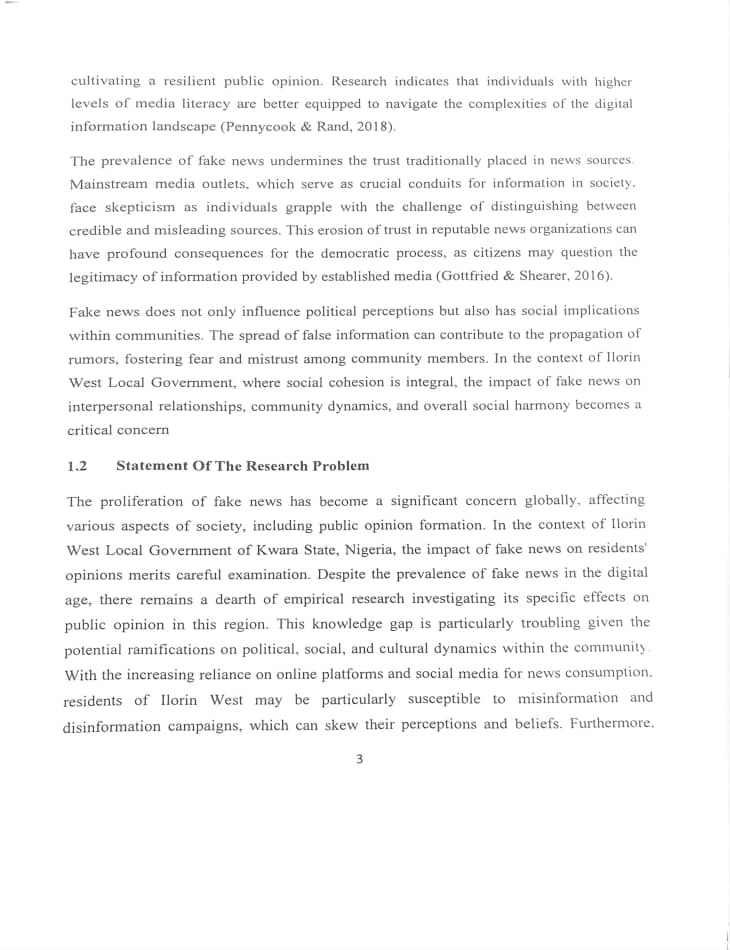 cultivating a resilient public opinion. Research indicates that individuals with higher
levels of media literacy are better equipped to navigate the complexities of the digital
information landscape (Pennycook & Rand, 2018).
The prevalence of fake news undermines the trust traditionally placed in news sources.
Mainstream media outlets, which serve as crucial conduits for information in society,
face skepticism as individuals grapple with the challenge of distinguishing between
credible and misleading sources. This erosion of trust in reputable news organizations can
have profound consequences for the democratic process, as citizens may question the
legitimacy of information provided by established media (Gottfried & Shearer, 2016).
Fake news does not only influence political perceptions but also has social implications
within communities. The spread of false information can contribute to the propagation of
rumors, fostering fear and mistrust among community members. In the context of Ilorin
West Local Government, where social cohesion is integral, the impact of fake news on
interpersonal relationships, community dynamics, and overall social harmony becomes a
critical concern
1.2 Statement Of The Research Problem
The proliferation of fake news has become a significant concern globally, affecting
various aspects of society, including public opinion formation. In the context of Ilorin
West Local Government of Kwara State, Nigeria, the impact of fake news on residents'
opinions merits careful examination. Despite the prevalence of fake news in the digital
age, there remains a dearth of empirical research investigating its specific effects on
public opinion in this region. This knowledge gap is particularly troubling given the
potential ramifications on political, social, and cultural dynamics within the community.
With the increasing reliance on online platforms and social media for news consumption,
residents of Ilorin West may be particularly susceptible to misinformation and
disinformation campaigns, which can skew their perceptions and beliefs. Furthermore,
3